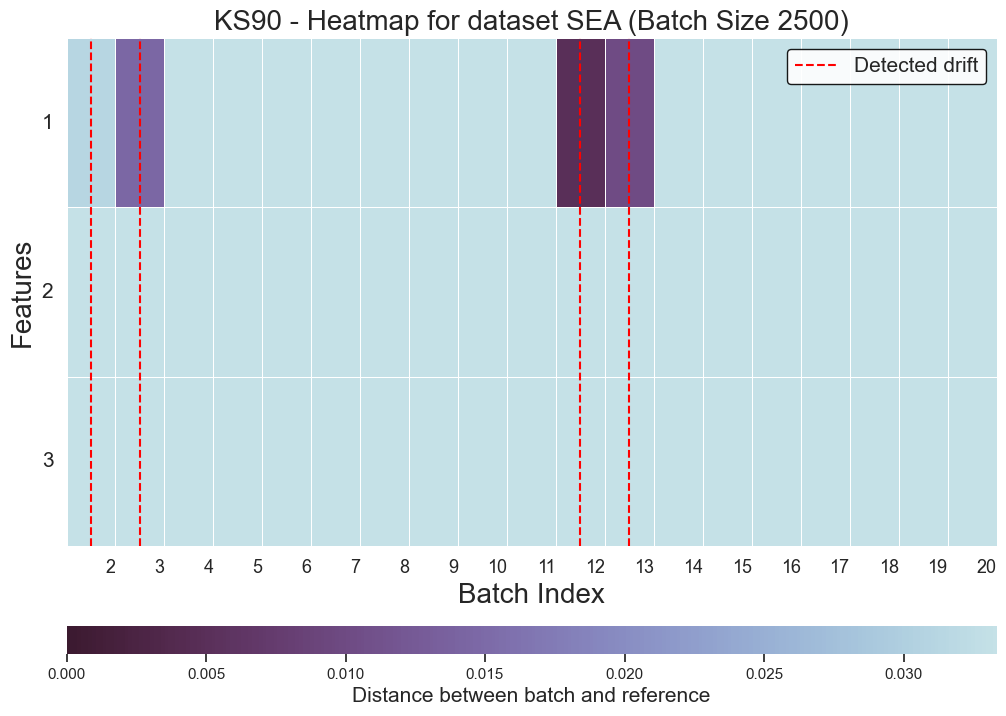 KS90 - Heatmap for dataset SEA (Batch Size 2500)
Detected drift
1
2
3
Features
2 3 4 5 6 7 8 9 10 11 12 13 14 15 16 17 18 19 20
Batch Index
0.000 0.005 0.010 0.015 0.020 0.025 0.030
Distance between batch and reference